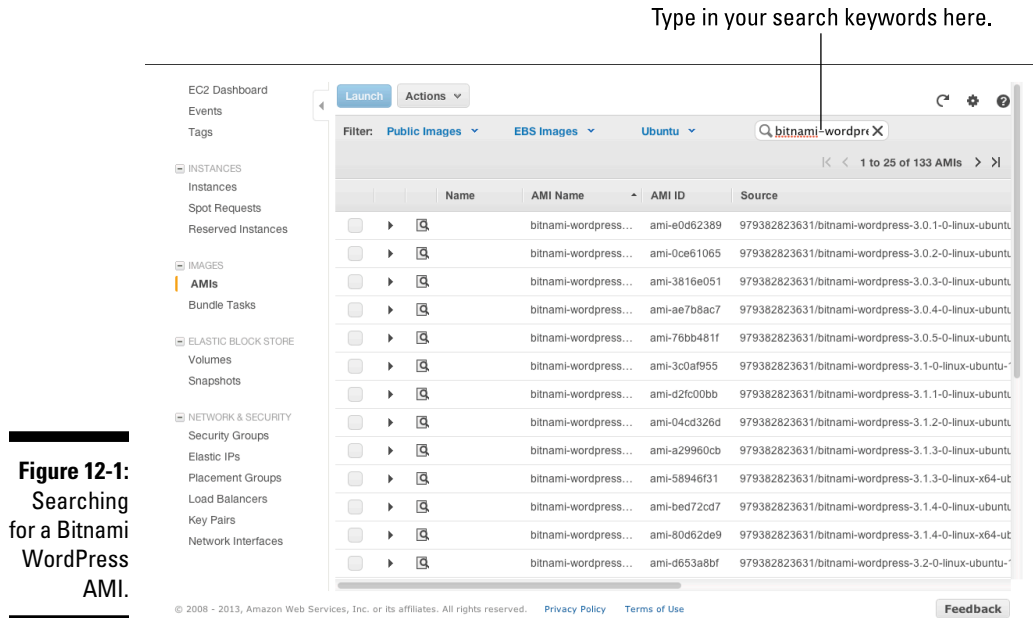 Type in your search keywords here.
EC2 Dashboard
Events
Tags
INSTANCES
Instances
Spot Requests
Reserved Instances
IMAGES
AMIs
Bundle Tasks
ELASTIC BLOCK STORE
Volumes
Snapshots
NETWORK & SECURITY
Security Groups
Elastic IPs
Placement Groups
Load Balancers
Key Pairs
Network Interfaces
Launch Actions
Filter: Public Images EBS Images Ubuntu bitnami-wordpre
1 to 25 of 133 AMIs
Name AMI Name AMI ID Source
bitnami-wordpress... ami-e0d62389 979382823631/bitnami-wordpress-3.0.1-0-linux-ubuntu
bitnami-wordpress... ami-0ce61065 979382823631/bitnami-wordpress-3.0.2-0-linux-ubuntu
bitnami-wordpress... ami-3816e051 979382823631/bitnami-wordpress-3.0.3-0-linux-ubuntu
bitnami-wordpress... ami-ae7b8ac7 979382823631/bitnami-wordpress-3.0.4-0-linux-ubuntu
bitnami-wordpress... ami-76bb481f 979382823631/bitnami-wordpress-3.0.5-0-linux-ubuntu
bitnami-wordpress... ami-3c0af955 979382823631/bitnami-wordpress-3.1-0-linux-ubuntu-1
bitnami-wordpress... ami-d2fc00bb 979382823631/bitnami-wordpress-3.1.1-0-linux-ubuntu
bitnami-wordpress... ami-04cd326d 979382823631/bitnami-wordpress-3.1.2-0-linux-ubuntu
bitnami-wordpress... ami-a29960cb 979382823631/bitnami-wordpress-3.1.3-0-linux-ubuntu
bitnami-wordpress... ami-58946f31 979382823631/bitnami-wordpress-3.1.3-0-linux-x64-ub
bitnami-wordpress... ami-bed72cd7 979382823631/bitnami-wordpress-3.1.4-0-linux-ubuntu
bitnami-wordpress... ami-80d62de9 979382823631/bitnami-wordpress-3.1.4-0-linux-x64-ub
bitnami-wordpress... ami-d653a8bf 979382823631/bitnami-wordpress-3.2-0-linux-ubuntu-1
© 2008 - 2013, Amazon Web Services, Inc. or its affiliates. All rights reserved. Privacy Policy Terms of Use Feedback
Figure 12-1:
Searching
for a Bitnami
WordPress
AMI.